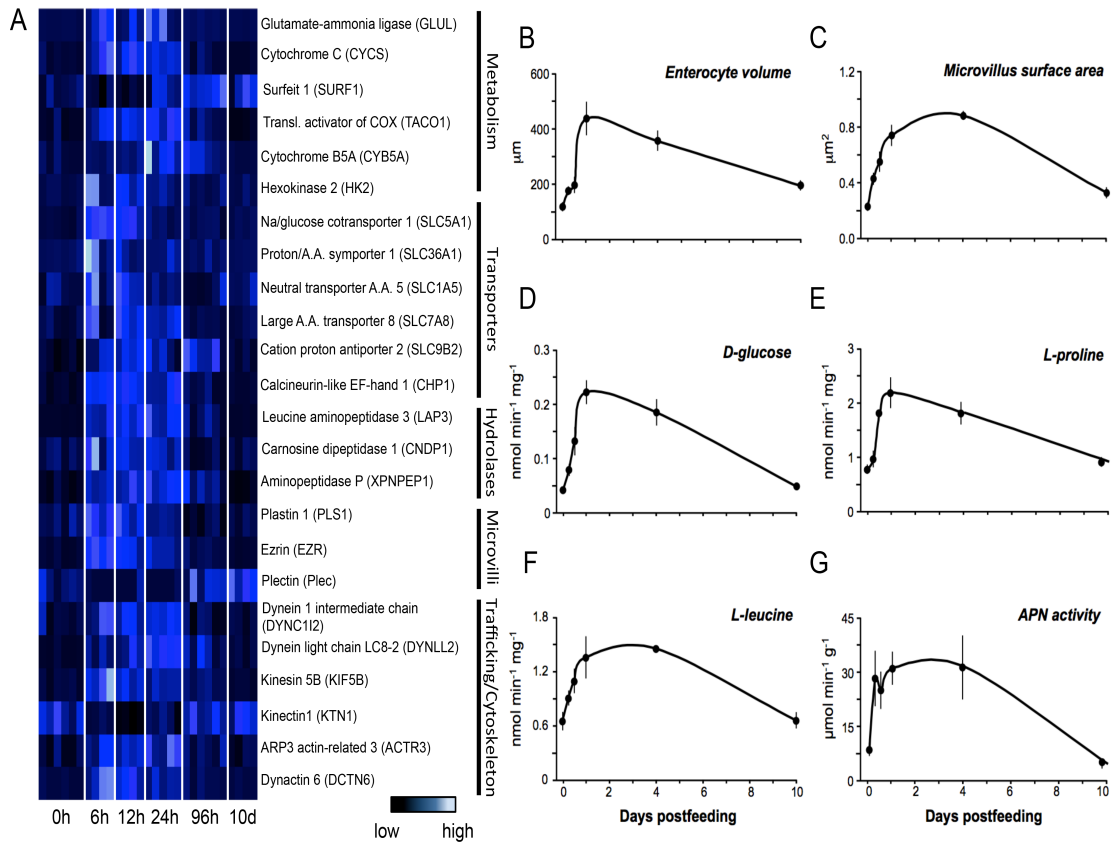 A
Glutamate-ammonia ligase (GLUL)
Cytochrome C (CYCS)
Surfeit 1 (SURF1)
Transl. activator of COX (TACO1)
Cytochrome B5A (CYB5A)
Hexokinase 2 (HK2)
Na/glucose cotransporter 1 (SLC5A1)
Proton/A.A. symporter 1 (SLC36A1)
Neutral transporter A.A. 5 (SLC1A5)
Large A.A. transporter 8 (SLC7A8)
Cation proton antiporter 2 (SLC9B2)
Calcineurin-like EF-hand 1 (CHP1)
Leucine aminopeptidase 3 (LAP3)
Carnosine dipeptidase 1 (CNDP1)
Aminopeptidase P (XPNPEP1)
Plastin 1 (PLS1)
Ezrin (EZR)
Plectin (Plec)
Dynein 1 intermediate chain
(DYNC1I2)
Dynein light chain LC8-2 (DYNLL2)
Kinesin 5B (KIF5B)
Kinectin1 (KTN1)
ARP3 actin-related 3 (ACTR3)
Dynactin 6 (DCTN6)
Metabolism
Transporters
Hydrolases
Microvilli
Trafficking/Cytoskeleton
0h 6h 12h 24h 96h 10d
low high
B
Enterocyte volume
µm
600
400
200
0
C
Microvillus surface area
µm2
1.2
0.8
0.4
0.0
D
D-glucose
nmol min-1 mg-1
0.3
0.2
0.1
0
E
L-proline
nmol min-1 mg-1
3
2
1
0
F
L-leucine
nmol min-1 mg-1
1.8
1.2
0.6
0
0 2 4 6 8 10
Days postfeeding
G
APN activity
µmol min-1 g-1
45
30
15
0
0 2 4 6 8 10
Days postfeeding